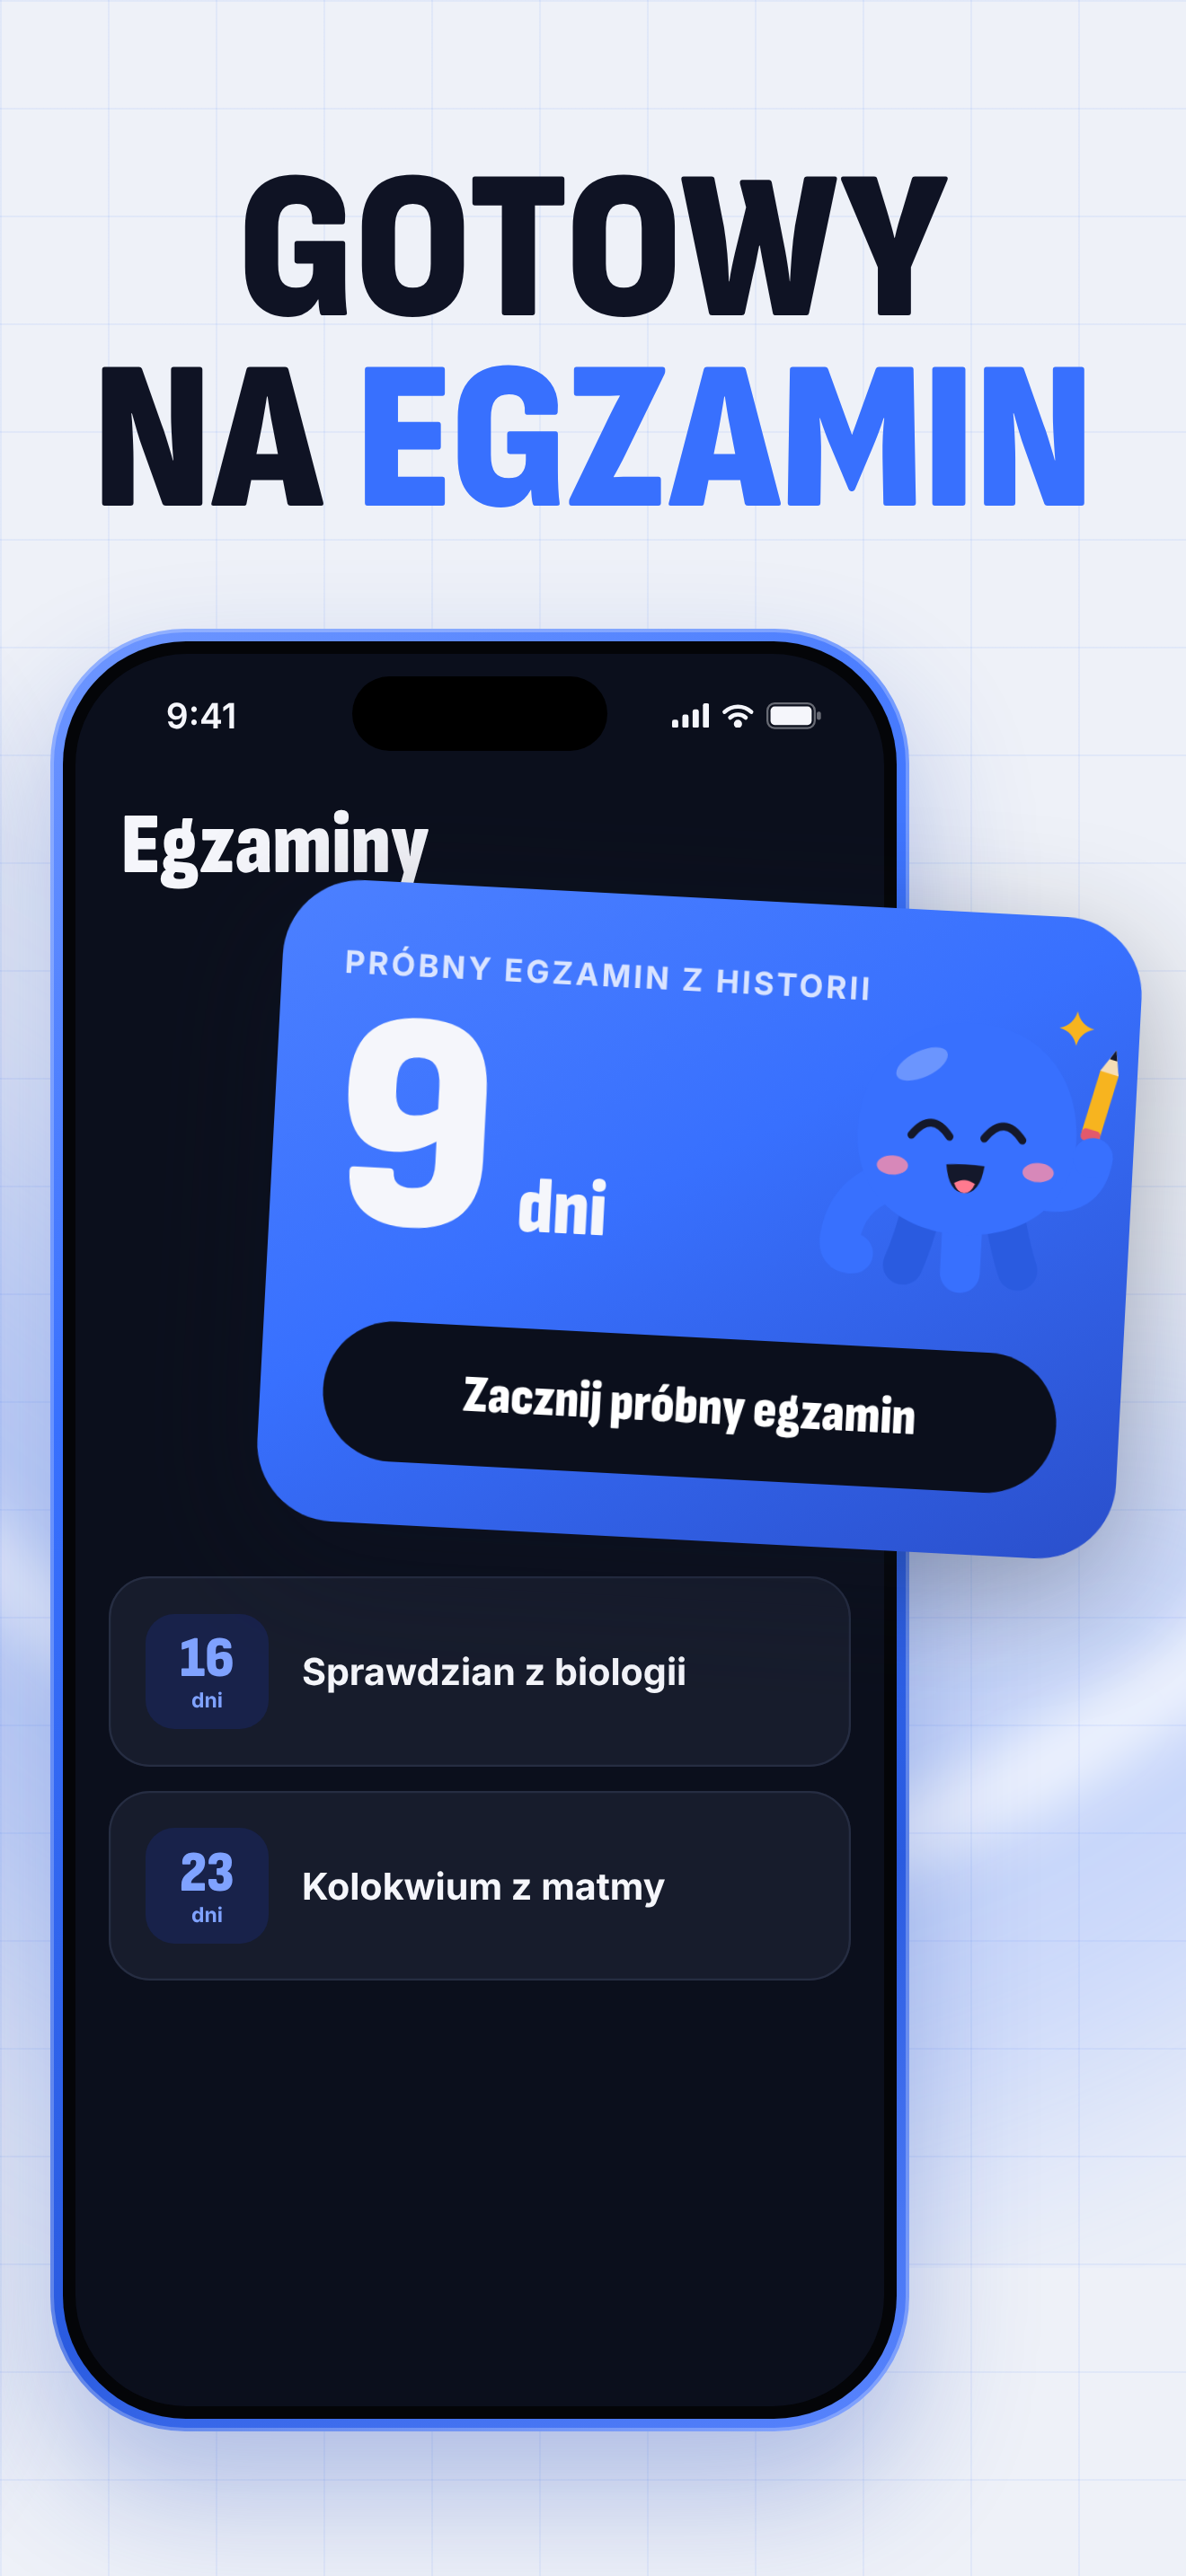 GOTOWY
NA EGZAMIN
9:41
Egzaminy
PRÓBNY EGZAMIN Z HISTORII
9 dni
Zacznij próbny egzamin
16
dni
Sprawdzian z biologii
23
dni
Kolokwium z matmy